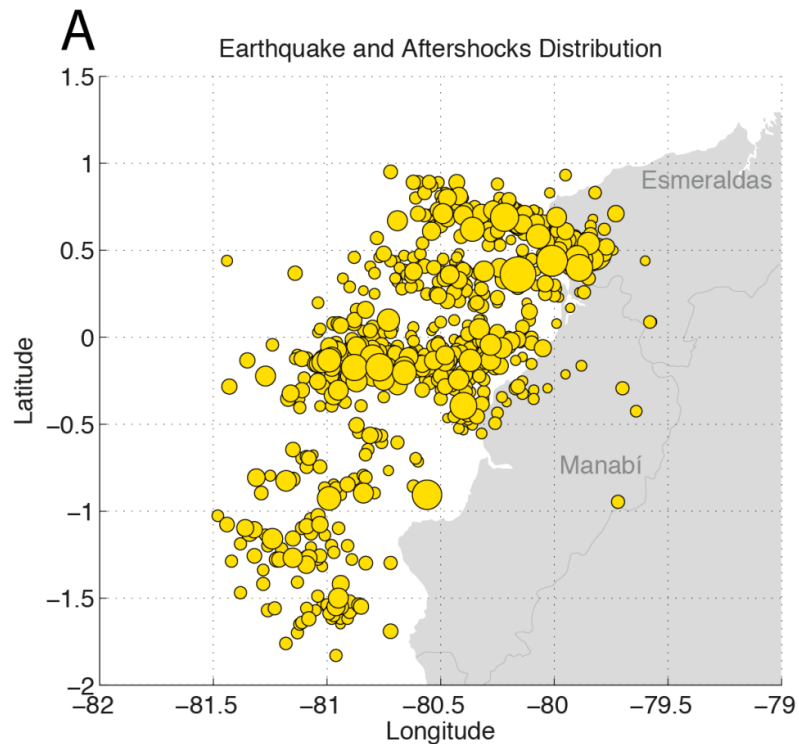 A
Earthquake and Aftershocks Distribution
1.5
1
Esmeraldas
0.5
0
Latitude
−0.5
Manabí
−1
−1.5
−2
−82 −81.5 −81 −80.5 −80 −79.5 −79
Longitude